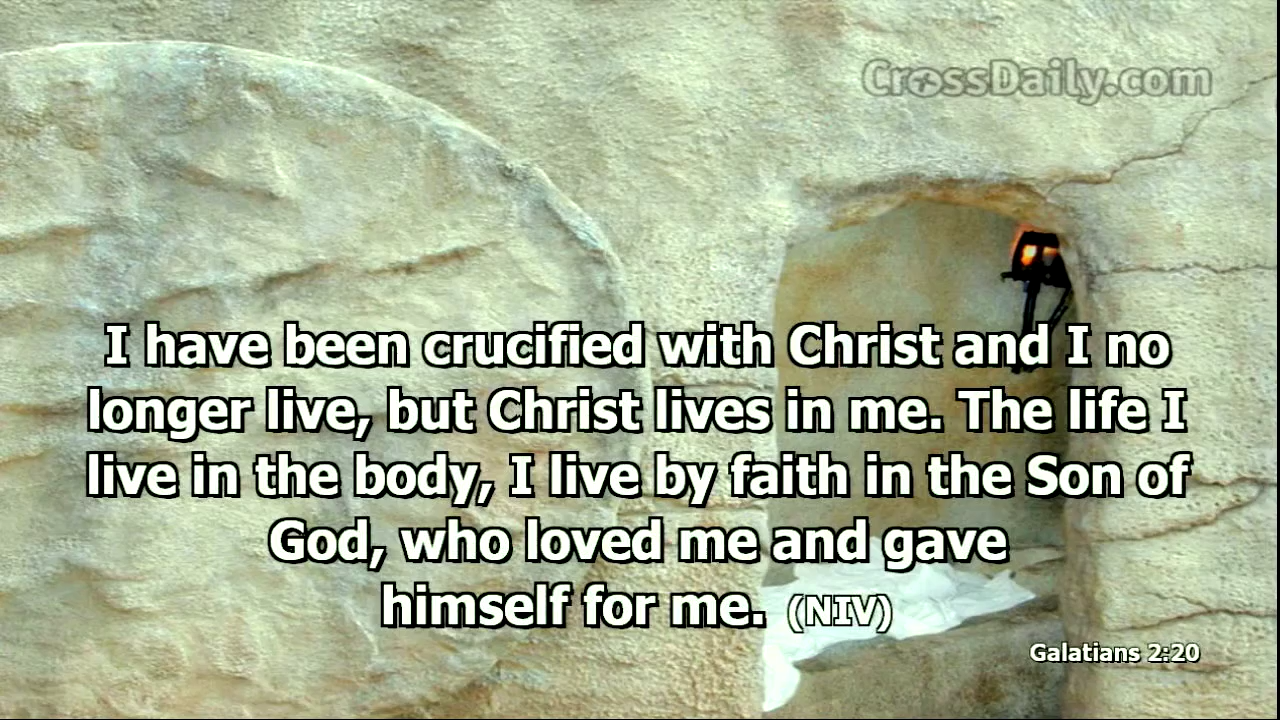 CrossDaily.com
I have been crucified with Christ and I no
longer live, but Christ lives in me. The life I
live in the body, I live by faith in the Son of
God, who loved me and gave
himself for me. (NIV)
Galatians 2:20